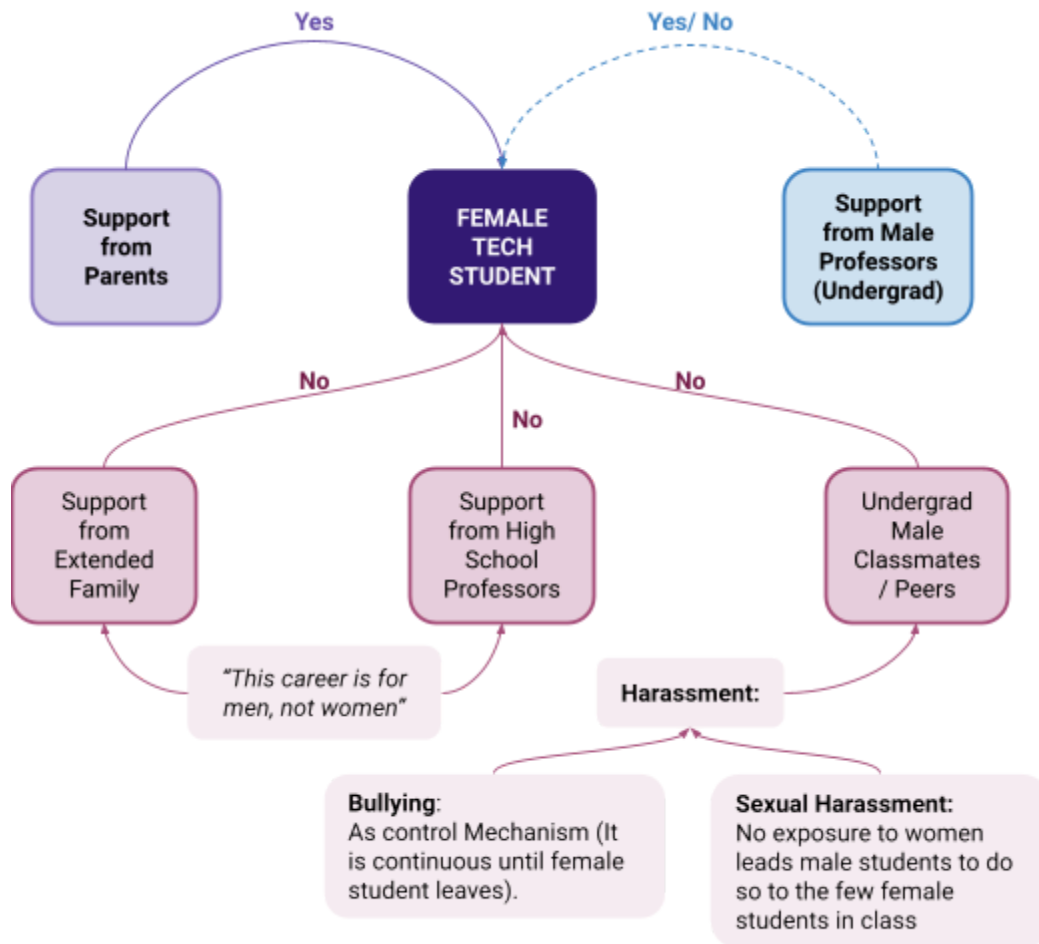 Yes
Yes/ No
Support
from
Parents
FEMALE
TECH
STUDENT
Support
from Male
Professors
(Undergrad)
No
No
No
Support
from
Extended
Family
Support
from High
School
Professors
Undergrad
Male
Classmates
/ Peers
“This career is for
men, not women”
Harassment:
Bullying:
As control Mechanism (It
is continuous until female
student leaves).
Sexual Harassment:
No exposure to women
leads male students to do
so to the few female
students in class